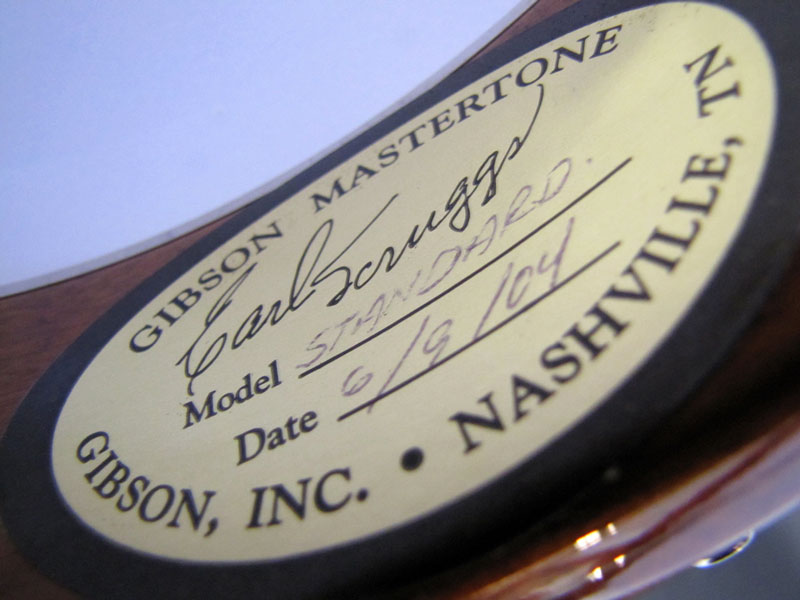 GIBSON MASTERTONE
Earl Scruggs
Model STANDARD.
Date 6/9/04
GIBSON, INC. • NASHVILLE, TN